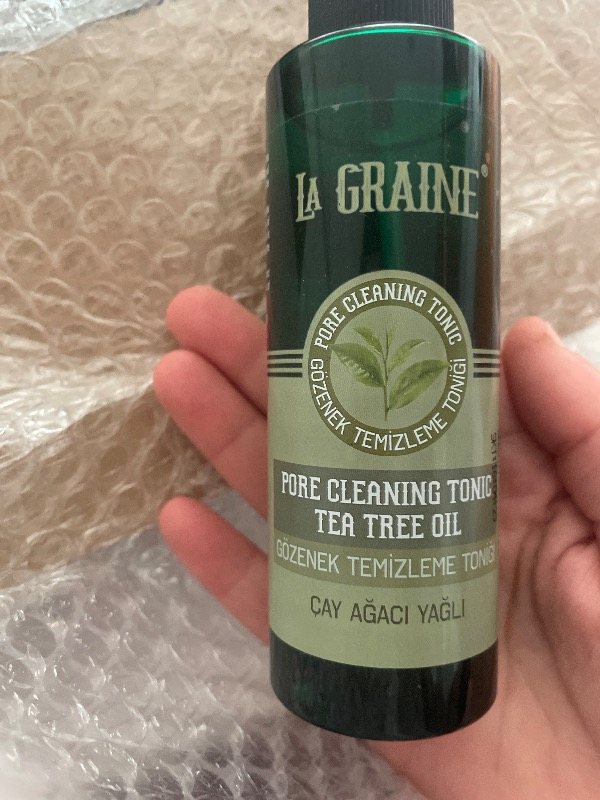 LA GRAINE®
PORE CLEANING TONIC
GÖZENEK TEMİZLEME TONİĞİ
PORE CLEANING TONIC
TEA TREE OIL
GÖZENEK TEMİZLEME TONİĞİ
ÇAY AĞACI YAĞLI